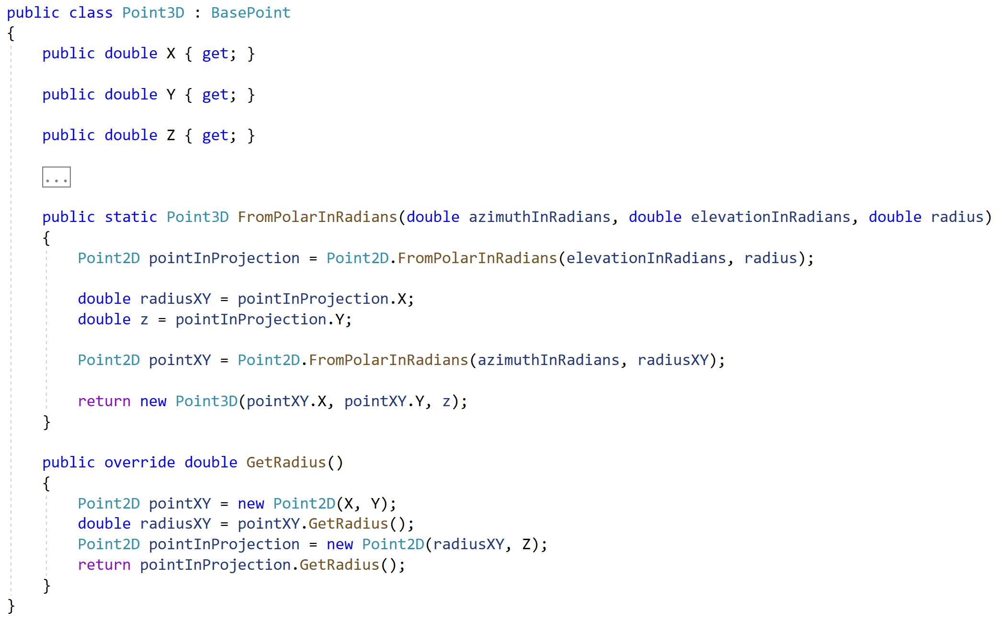 public class Point3D : BasePoint
{
    public double X { get; }

    public double Y { get; }

    public double Z { get; }

    ...

    public static Point3D FromPolarInRadians(double azimuthInRadians, double elevationInRadians, double radius)
    {
        Point2D pointInProjection = Point2D.FromPolarInRadians(elevationInRadians, radius);

        double radiusXY = pointInProjection.X;
        double z = pointInProjection.Y;

        Point2D pointXY = Point2D.FromPolarInRadians(azimuthInRadians, radiusXY);

        return new Point3D(pointXY.X, pointXY.Y, z);
    }

    public override double GetRadius()
    {
        Point2D pointXY = new Point2D(X, Y);
        double radiusXY = pointXY.GetRadius();
        Point2D pointInProjection = new Point2D(radiusXY, Z);
        return pointInProjection.GetRadius();
    }
}